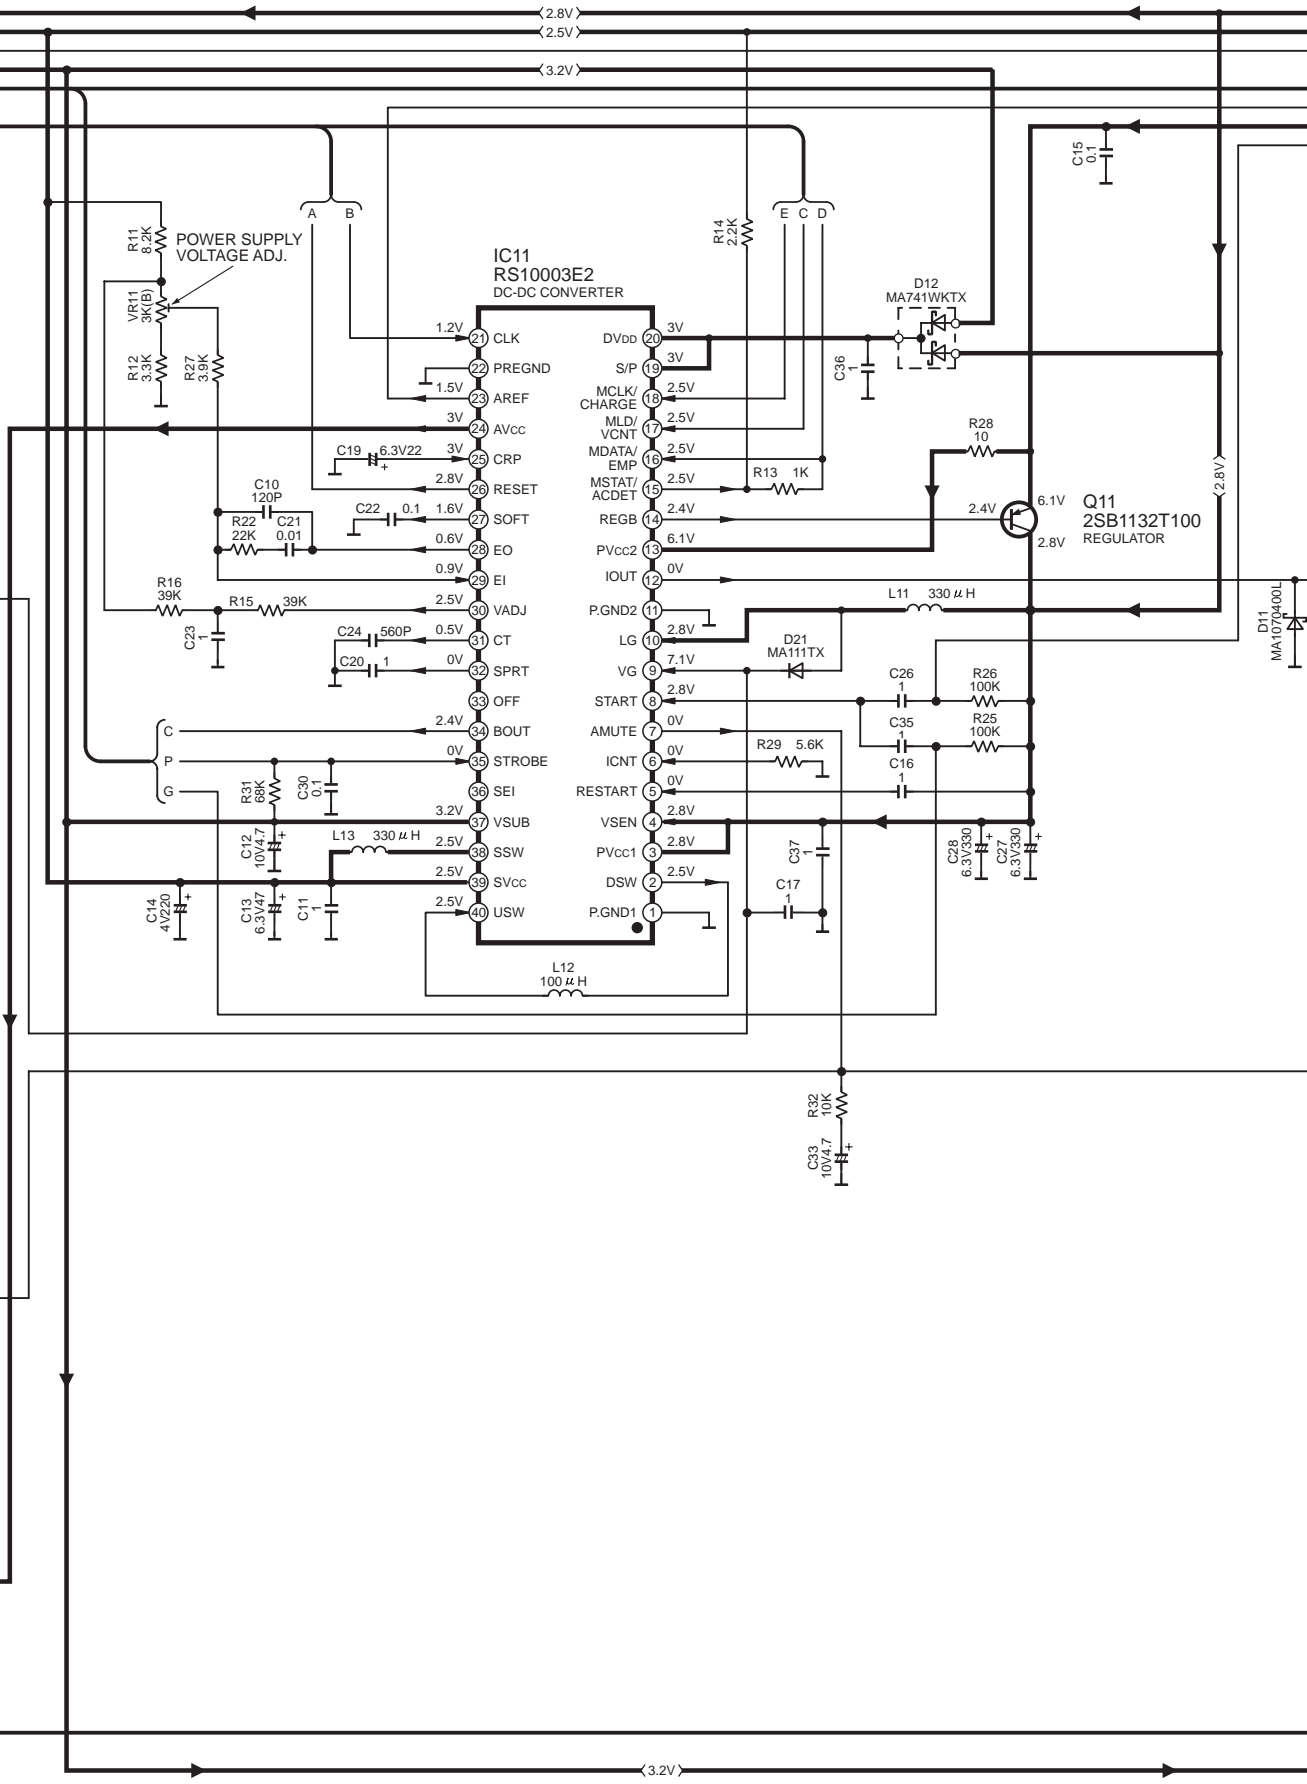 2.8V
2.5V
3.2V
C15
0.1
A B
E C D
R11
8.2K
POWER SUPPLY
VOLTAGE ADJ.
R14
2.2K
VR11
3K(B)
R12
3.3K
R27
3.9K
IC11
RS10003E2
DC-DC CONVERTER
D12
MA741WKTX
C36
1
1.2V 21 CLK
22 PREGND
1.5V 23 AREF
3V 24 AVCC
C19 6.3V22 + 3V 25 CRP
2.8V 26 RESET
C22 0.1 1.6V 27 SOFT
0.6V 28 EO
0.9V 29 EI
2.5V 30 VADJ
C24 560P 0.5V 31 CT
C20 1 0V 32 SPRT
33 OFF
2.4V 34 BOUT
0V 35 STROBE
36 SEI
3.2V 37 VSUB
2.5V 38 SSW
2.5V 39 SVCC
2.5V 40 USW
DVDD 20 3V
S/P 19 3V
MCLK/
CHARGE 18 2.5V
MLD/
VCNT 17 2.5V
MDATA/
EMP 16 2.5V
MSTAT/
ACDET 15 2.5V
REGB 14 2.4V
PVCC2 13 6.1V
IOUT 12 0V
P.GND2 11
LG 10 2.8V
VG 9 7.1V
START 8 2.8V
AMUTE 7 0V
ICNT 6 0V
RESTART 5 0V
VSEN 4 2.8V
PVCC1 3 2.8V
DSW 2 2.5V
P.GND1 1
C10
120P
R22
22K
C21
0.01
R16
39K
R15 39K
C23
1
C
P
G
R31
68K
C30
0.1
C12
10V4.7
+
L13 330 µH
C14
4V220
+
C13
6.3V47
+
C11
1
R13 1K
R28
10
2.4V
6.1V
2.8V
Q11
2SB1132T100
REGULATOR
2.8V
L11 330 µH
D11
MA1070400L
D21
MA111TX
C26
1
R26
100K
C35
1
R25
100K
R29 5.6K
C16
1
C37
1
C17
1
C28
6.3V330
+
C27
6.3V330
+
L12
100 µH
R32
10K
C33
10V4.7
+
3.2V